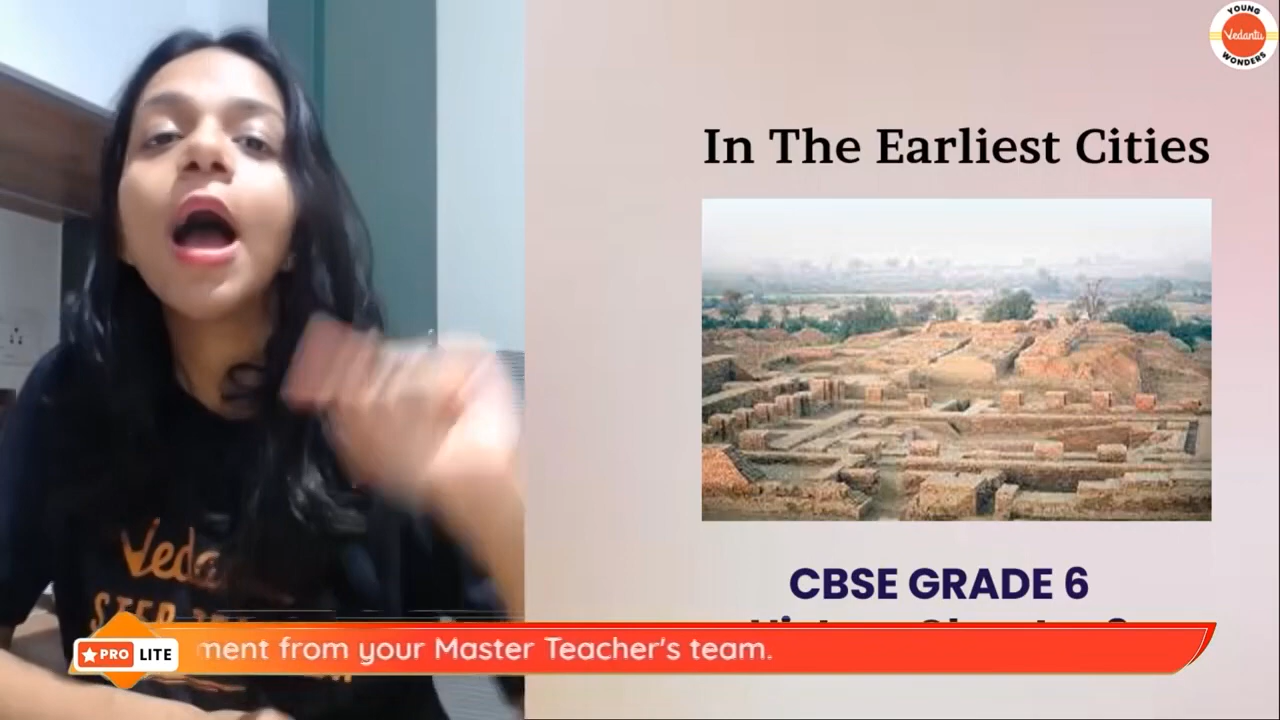 YOUNG
Vedantu
WONDERS
In The Earliest Cities
CBSE GRADE 6
PRO LITE
ment from your Master Teacher's team.